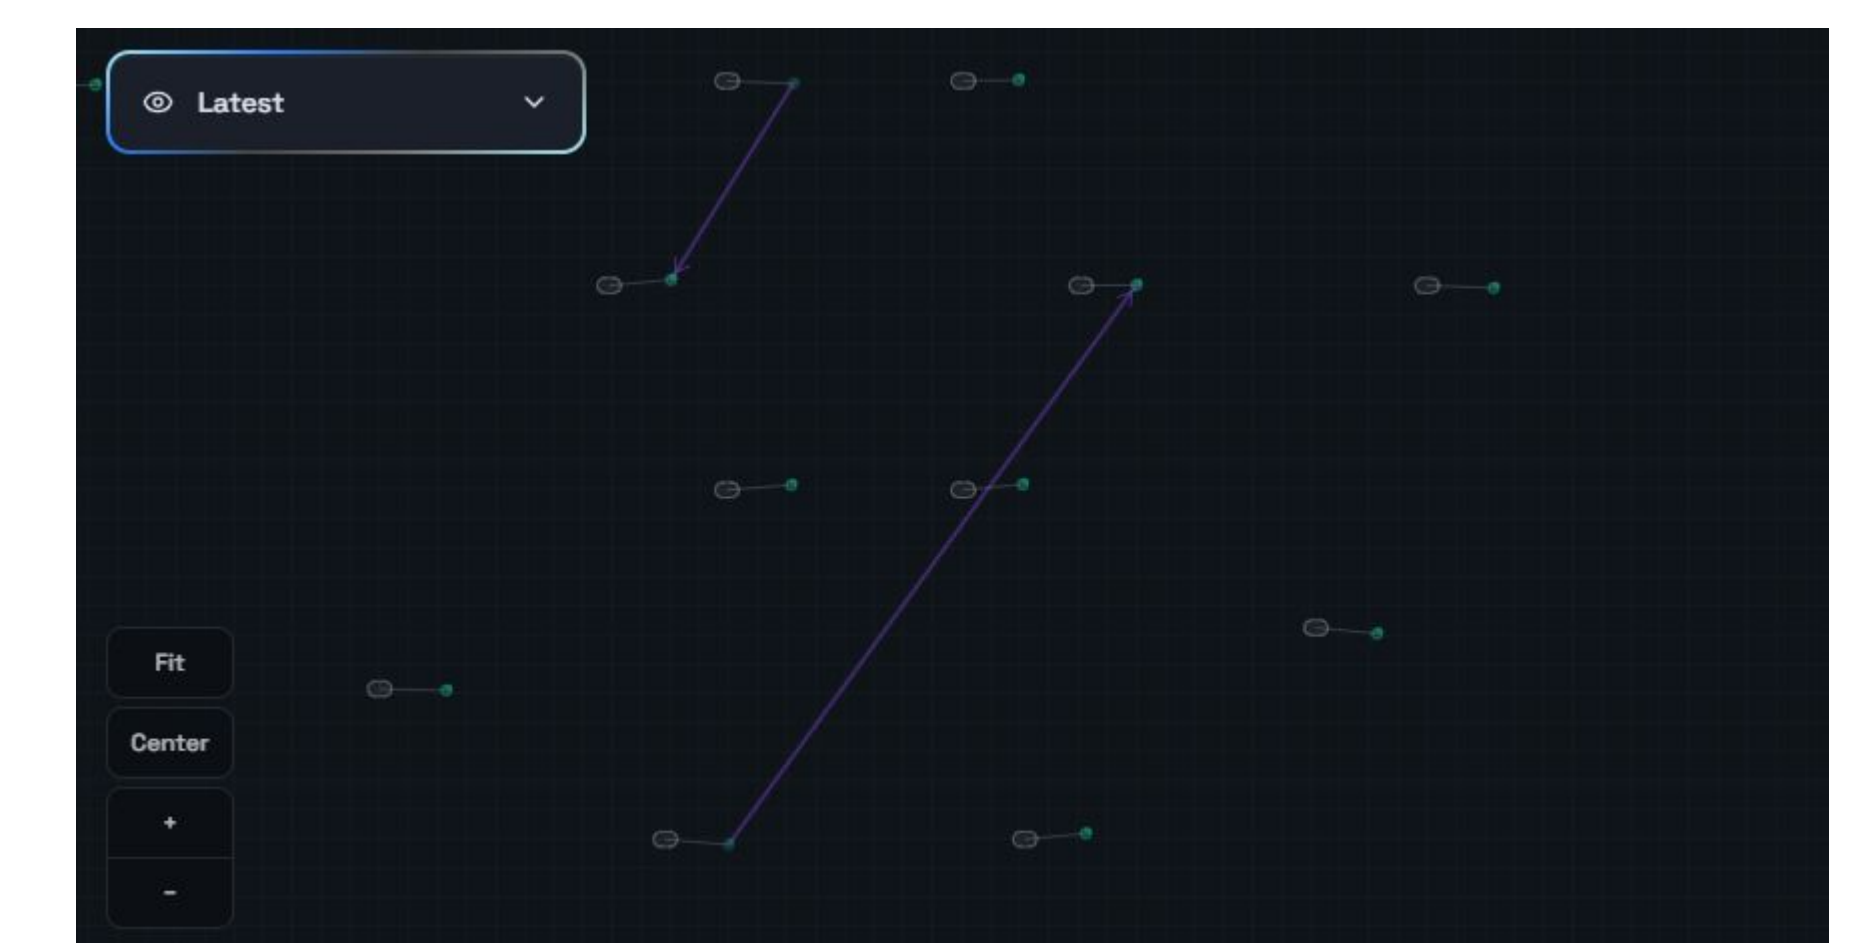 Latest
Fit
Center
+
-